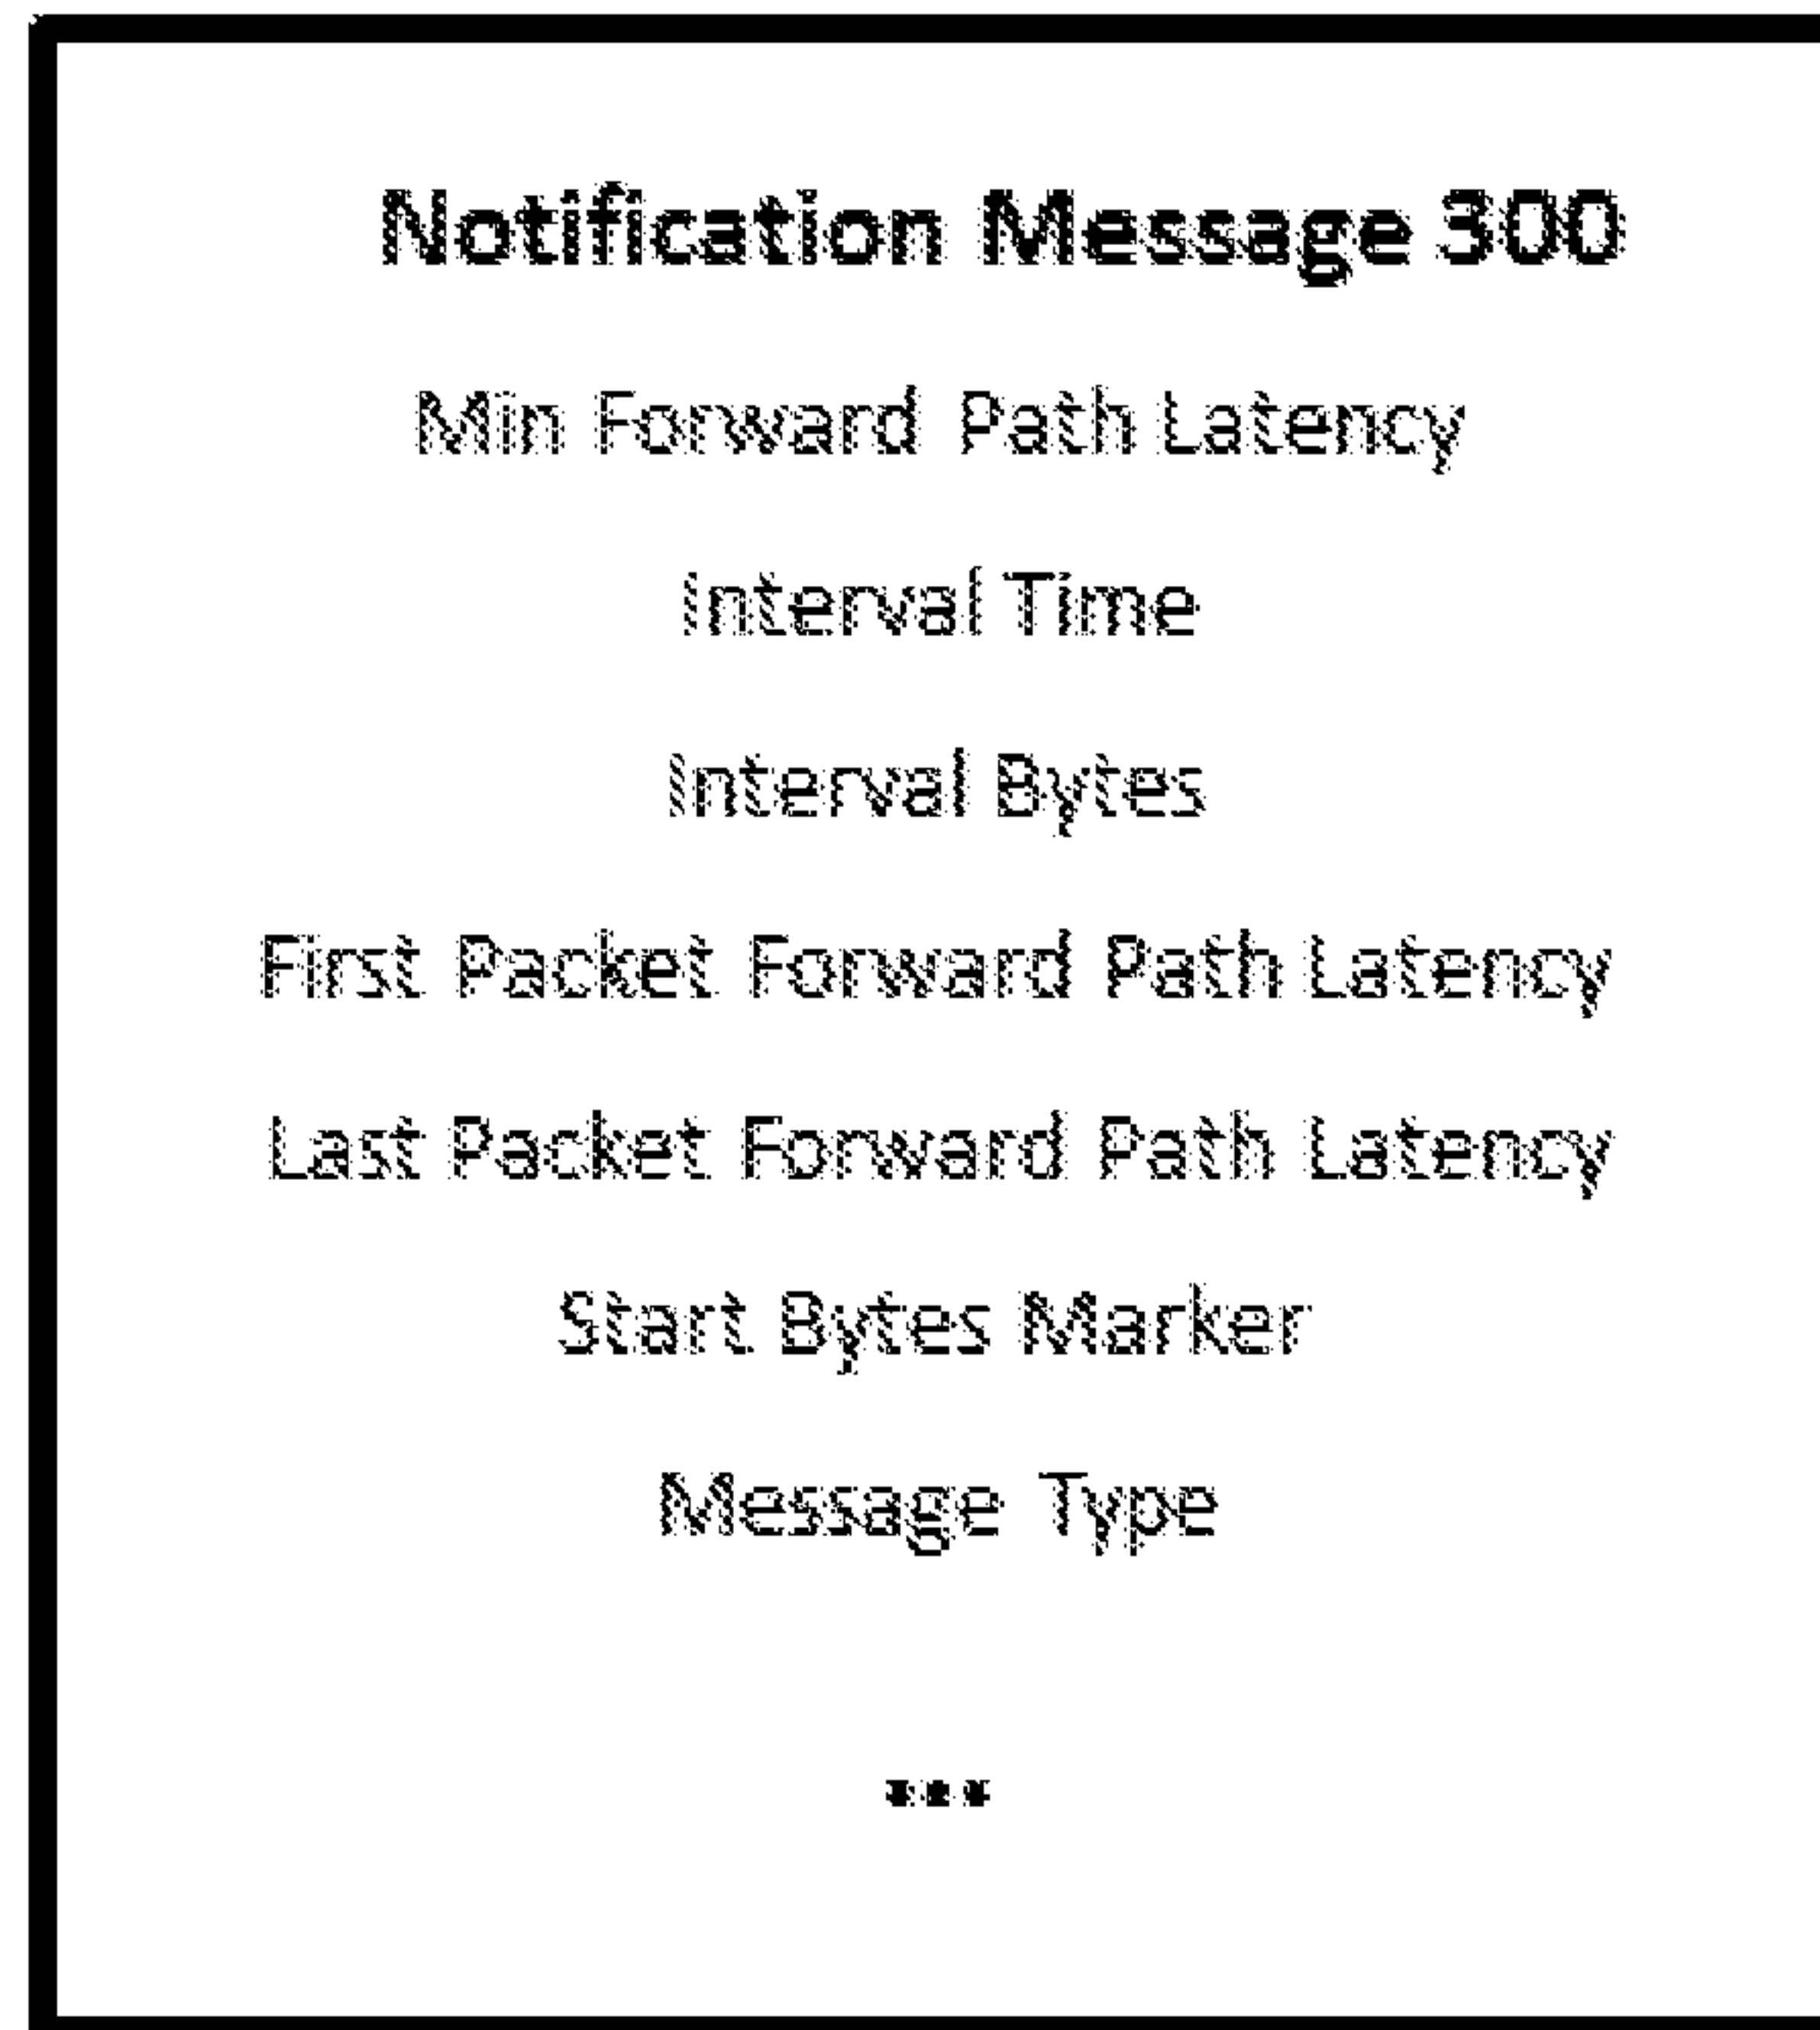 Notification Message 300
Min Forward Path Latency
Interval Time
Interval Bytes
First Packet Forward Path Latency
Last Packet Forward Path Latency
Start Bytes Marker
Message Type
...